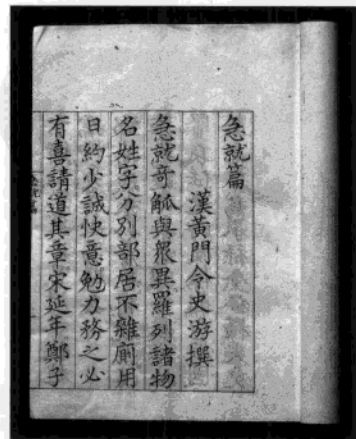 急就篇
漢黃門令史游撰
急就奇觚與眾異羅列諸物
名姓字分別部居不雜廁用
日約少誠快意勉力務之必
有喜請道其章宋延年鄭子